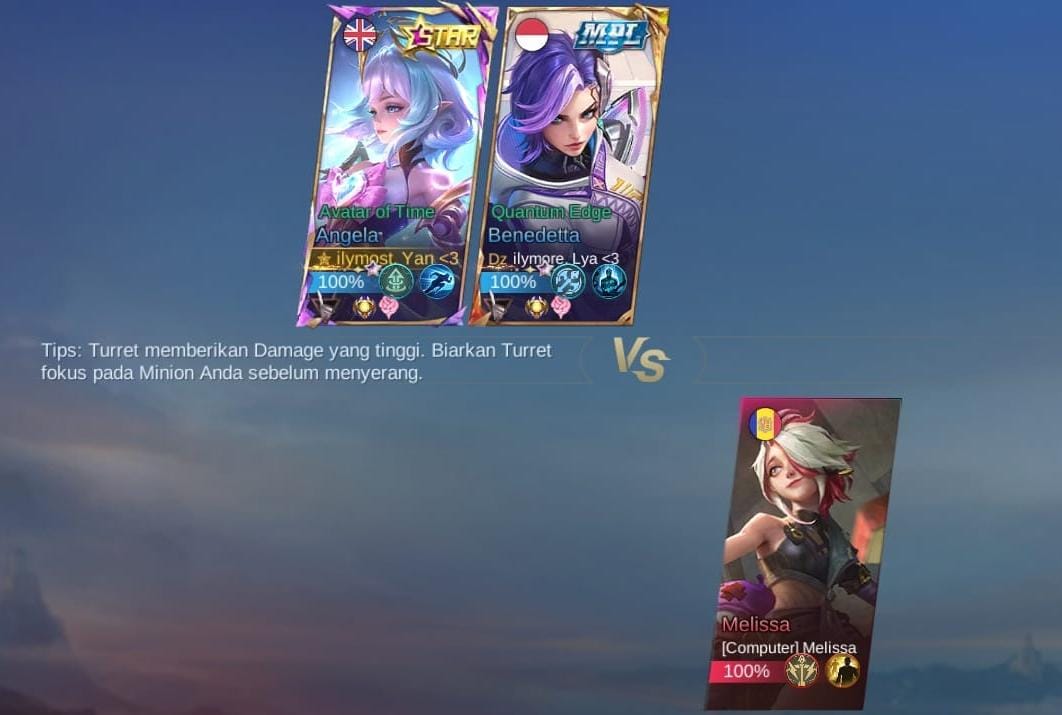 STAR
Avatar of Time
Angela
ilymost, Yan <3
100%
MPL
Quantum Edge
Benedetta
Dz ilymore, Lya <3
100%
Tips: Turret memberikan Damage yang tinggi. Biarkan Turret
fokus pada Minion Anda sebelum menyerang.
VS
Melissa
[Computer] Melissa
100%